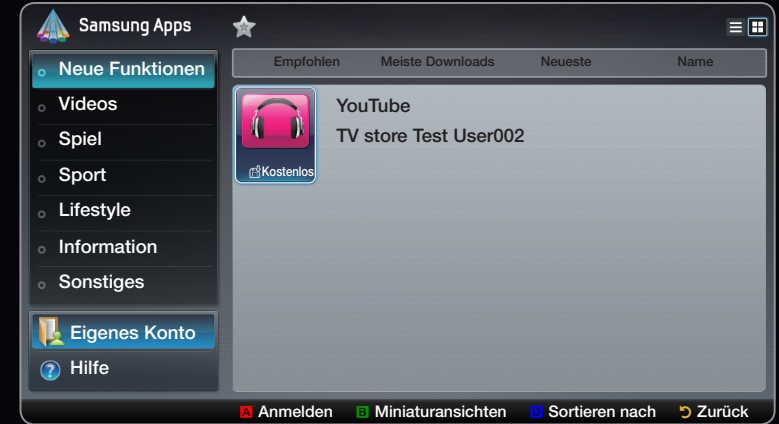 Samsung Apps
Empfohlen Meiste Downloads Neueste Name
Neue Funktionen
Videos
Spiel
Sport
Lifestyle
Information
Sonstiges
Eigenes Konto
Hilfe
YouTube
TV store Test User002
Kostenlos
A Anmelden B Miniaturansichten D Sortieren nach Zurück